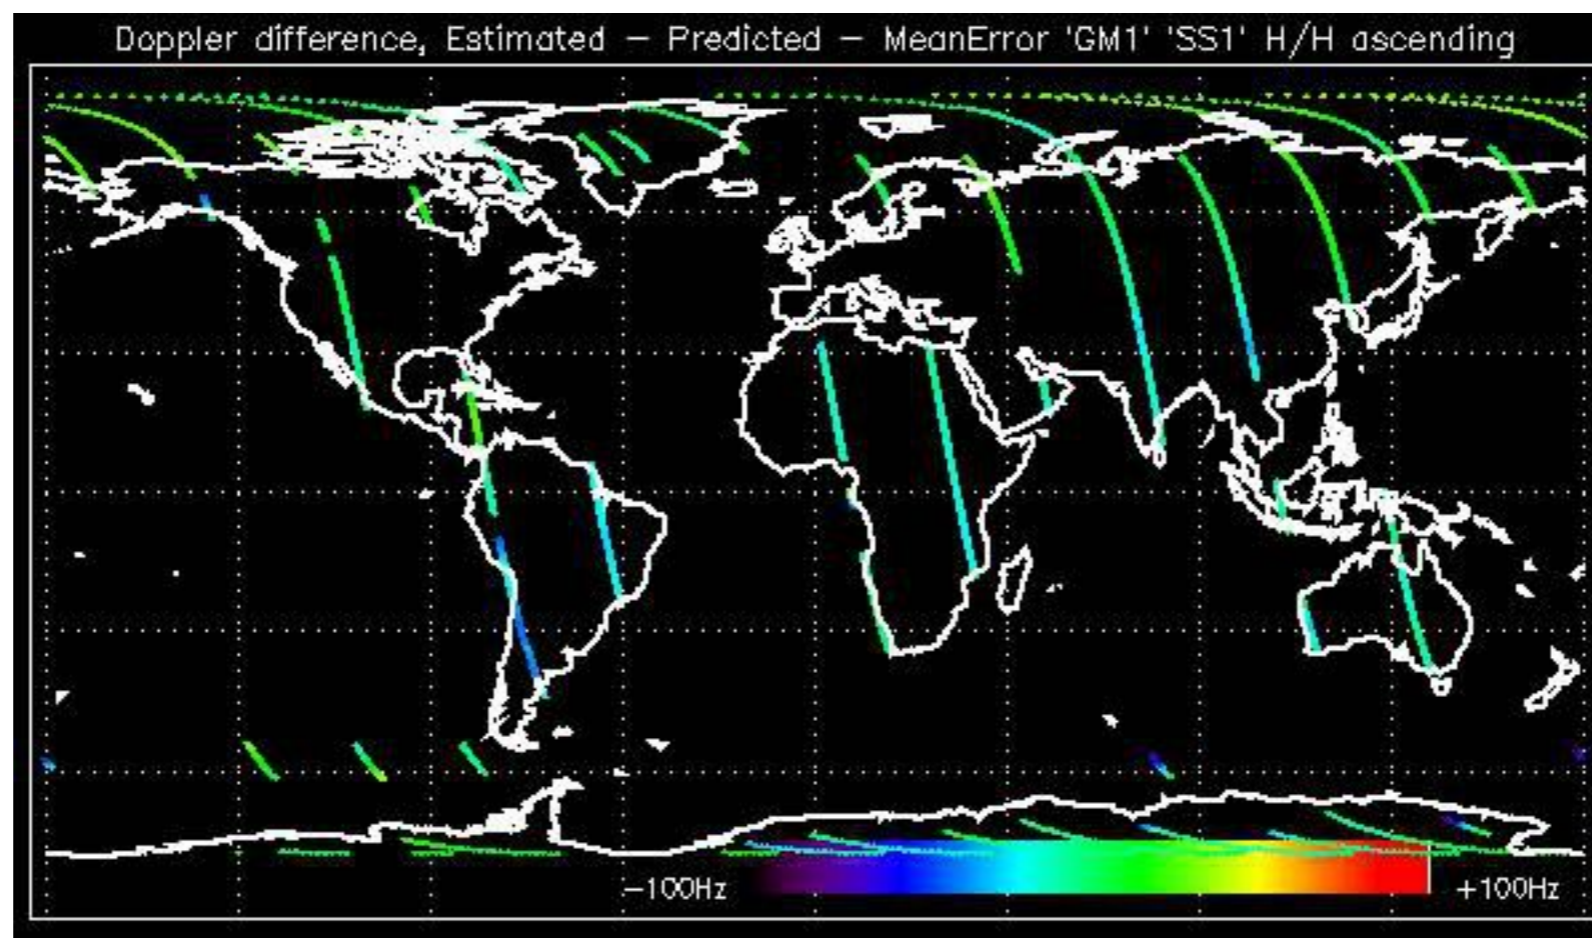 Doppler difference, Estimated — Predicted — MeanError 'GM1' 'SS1' H/H ascending
−100Hz
+100Hz